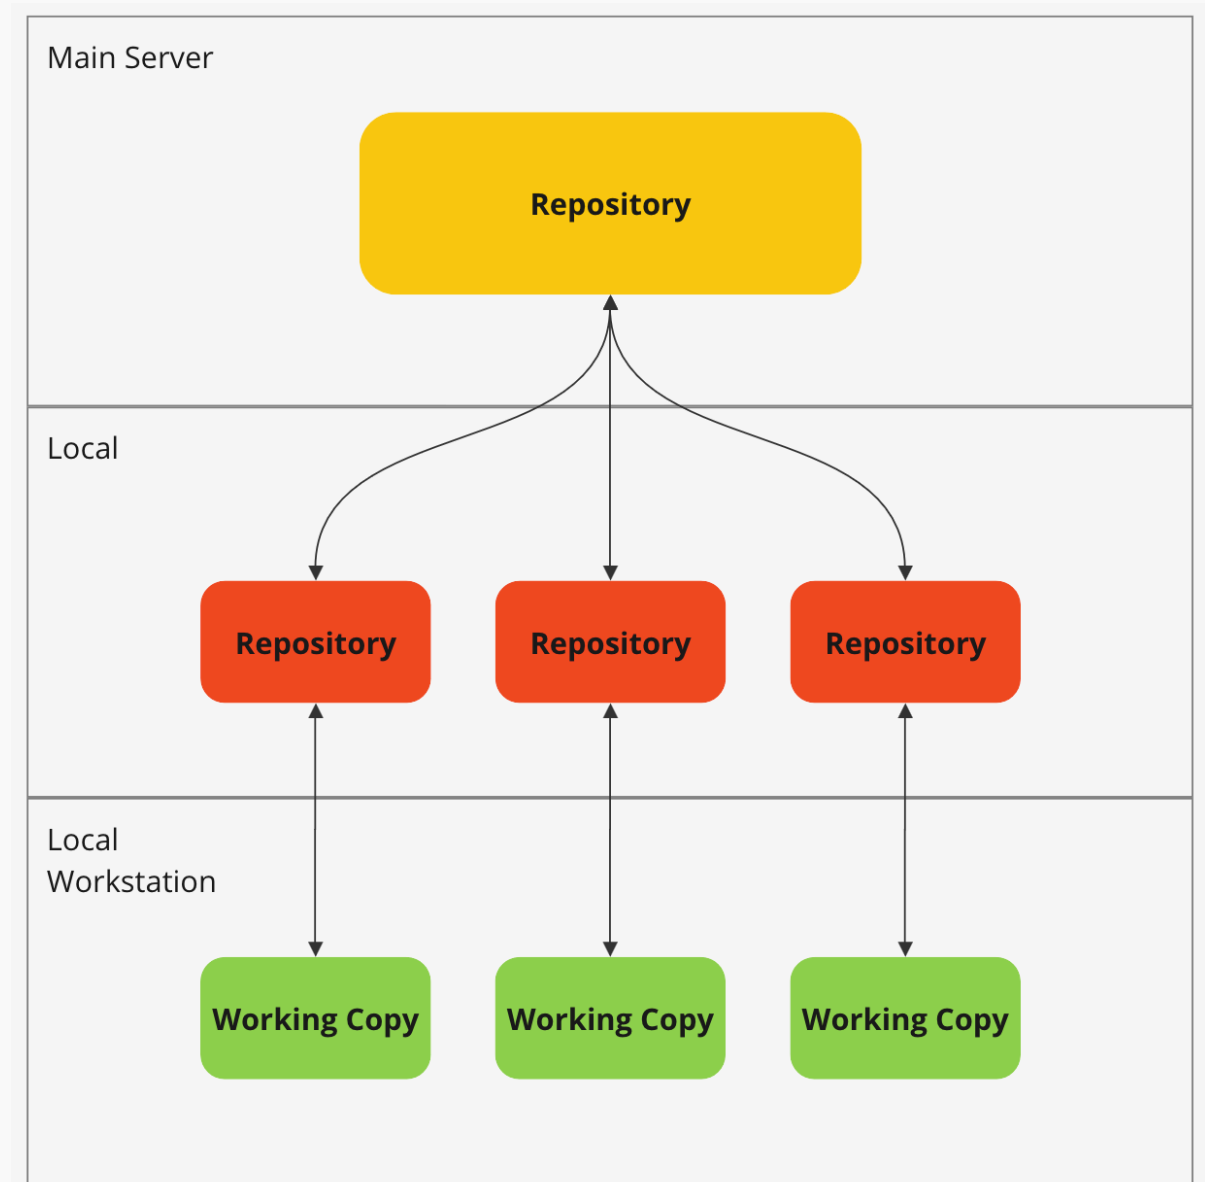 Main Server
Repository
Local
Repository
Repository
Repository
Local
Workstation
Working Copy
Working Copy
Working Copy